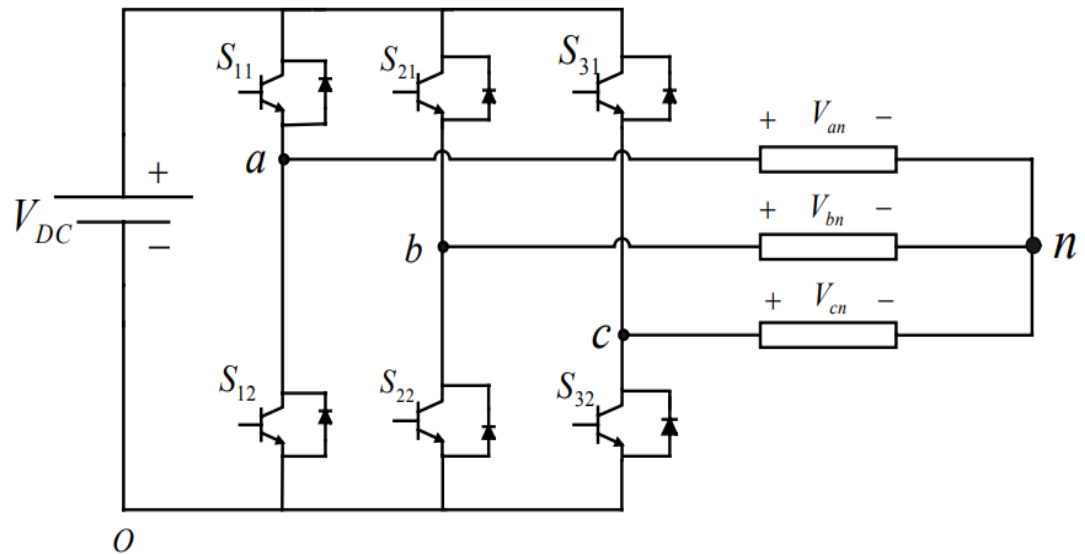 S11
S21
S31
+ Van −
a
+
VDC
−
+ Vbn −
b
n
+ Vcn −
c
S12
S22
S32
o